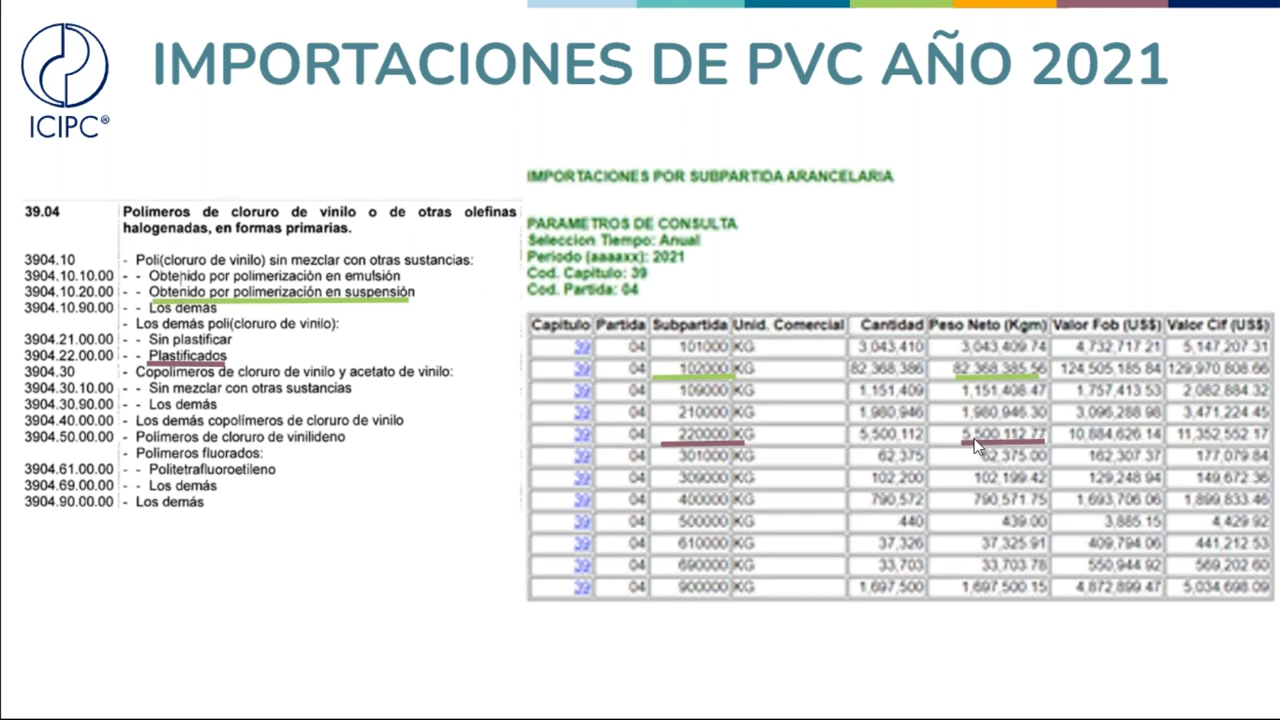 IMPORTACIONES DE PVC AÑO 2021
ICIPC®
39.04 Polímeros de cloruro de vinilo o de otras olefinas
halogenadas, en formas primarias.
3904.10 - Poli(cloruro de vinilo) sin mezclar con otras sustancias:
3904.10.10.00 - - Obtenido por polimerización en emulsión
3904.10.20.00 - - Obtenido por polimerización en suspensión
3904.10.90.00 - - Los demás
- Los demás poli(cloruro de vinilo):
3904.21.00.00 - - Sin plastificar
3904.22.00.00 - - Plastificados
3904.30 - Copolímeros de cloruro de vinilo y acetato de vinilo:
3904.30.10.00 - - Sin mezclar con otras sustancias
3904.30.90.00 - - Los demás
3904.40.00.00 - Los demás copolímeros de cloruro de vinilo
3904.50.00.00 - Polímeros de cloruro de vinilideno
- Polímeros fluorados:
3904.61.00.00 - - Politetrafluoroetileno
3904.69.00.00 - - Los demás
3904.90.00.00 - Los demás
IMPORTACIONES POR SUBPARTIDA ARANCELARIA
PARAMETROS DE CONSULTA
Seleccion Tiempo: Anual
Periodo (aaaaxx): 2021
Cod. Capitulo: 39
Cod. Partida: 04
Capitulo Partida Subpartida Unid. Comercial Cantidad Peso Neto (Kgm) Valor Fob (US$) Valor Cif (US$)
39 04 101000 KG 3,043,410 3,043,409.74 4,732,717.21 5,147,207.31
39 04 102000 KG 82,368,386 82,368,385.56 124,505,185.84 129,970,808.66
39 04 109000 KG 1,151,409 1,151,408.47 1,757,413.53 2,082,884.32
39 04 210000 KG 1,980,946 1,980,946.30 3,096,288.98 3,471,224.45
39 04 220000 KG 5,500,112 5,500,112.77 10,884,626.14 11,352,552.17
39 04 301000 KG 62,375 62,375.00 162,307.37 177,079.84
39 04 309000 KG 102,200 102,199.42 129,248.94 149,672.36
39 04 400000 KG 790,572 790,571.75 1,693,706.06 1,899,833.46
39 04 500000 KG 440 439.00 3,885.15 4,429.92
39 04 610000 KG 37,326 37,325.91 409,794.06 441,212.53
39 04 690000 KG 33,703 33,703.78 550,944.92 569,202.60
39 04 900000 KG 1,697,500 1,697,500.15 4,872,899.47 5,034,698.09